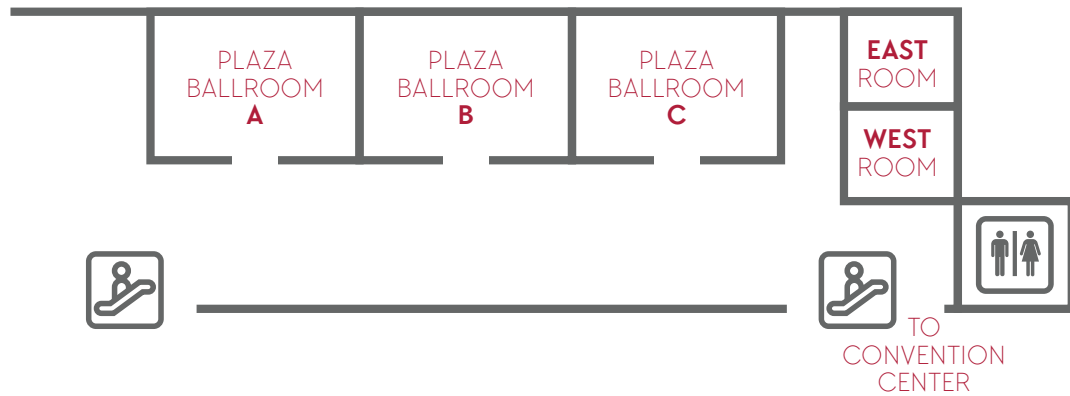 PLAZA
BALLROOM
A
PLAZA
BALLROOM
B
PLAZA
BALLROOM
C
EAST
ROOM
WEST
ROOM
TO
CONVENTION
CENTER